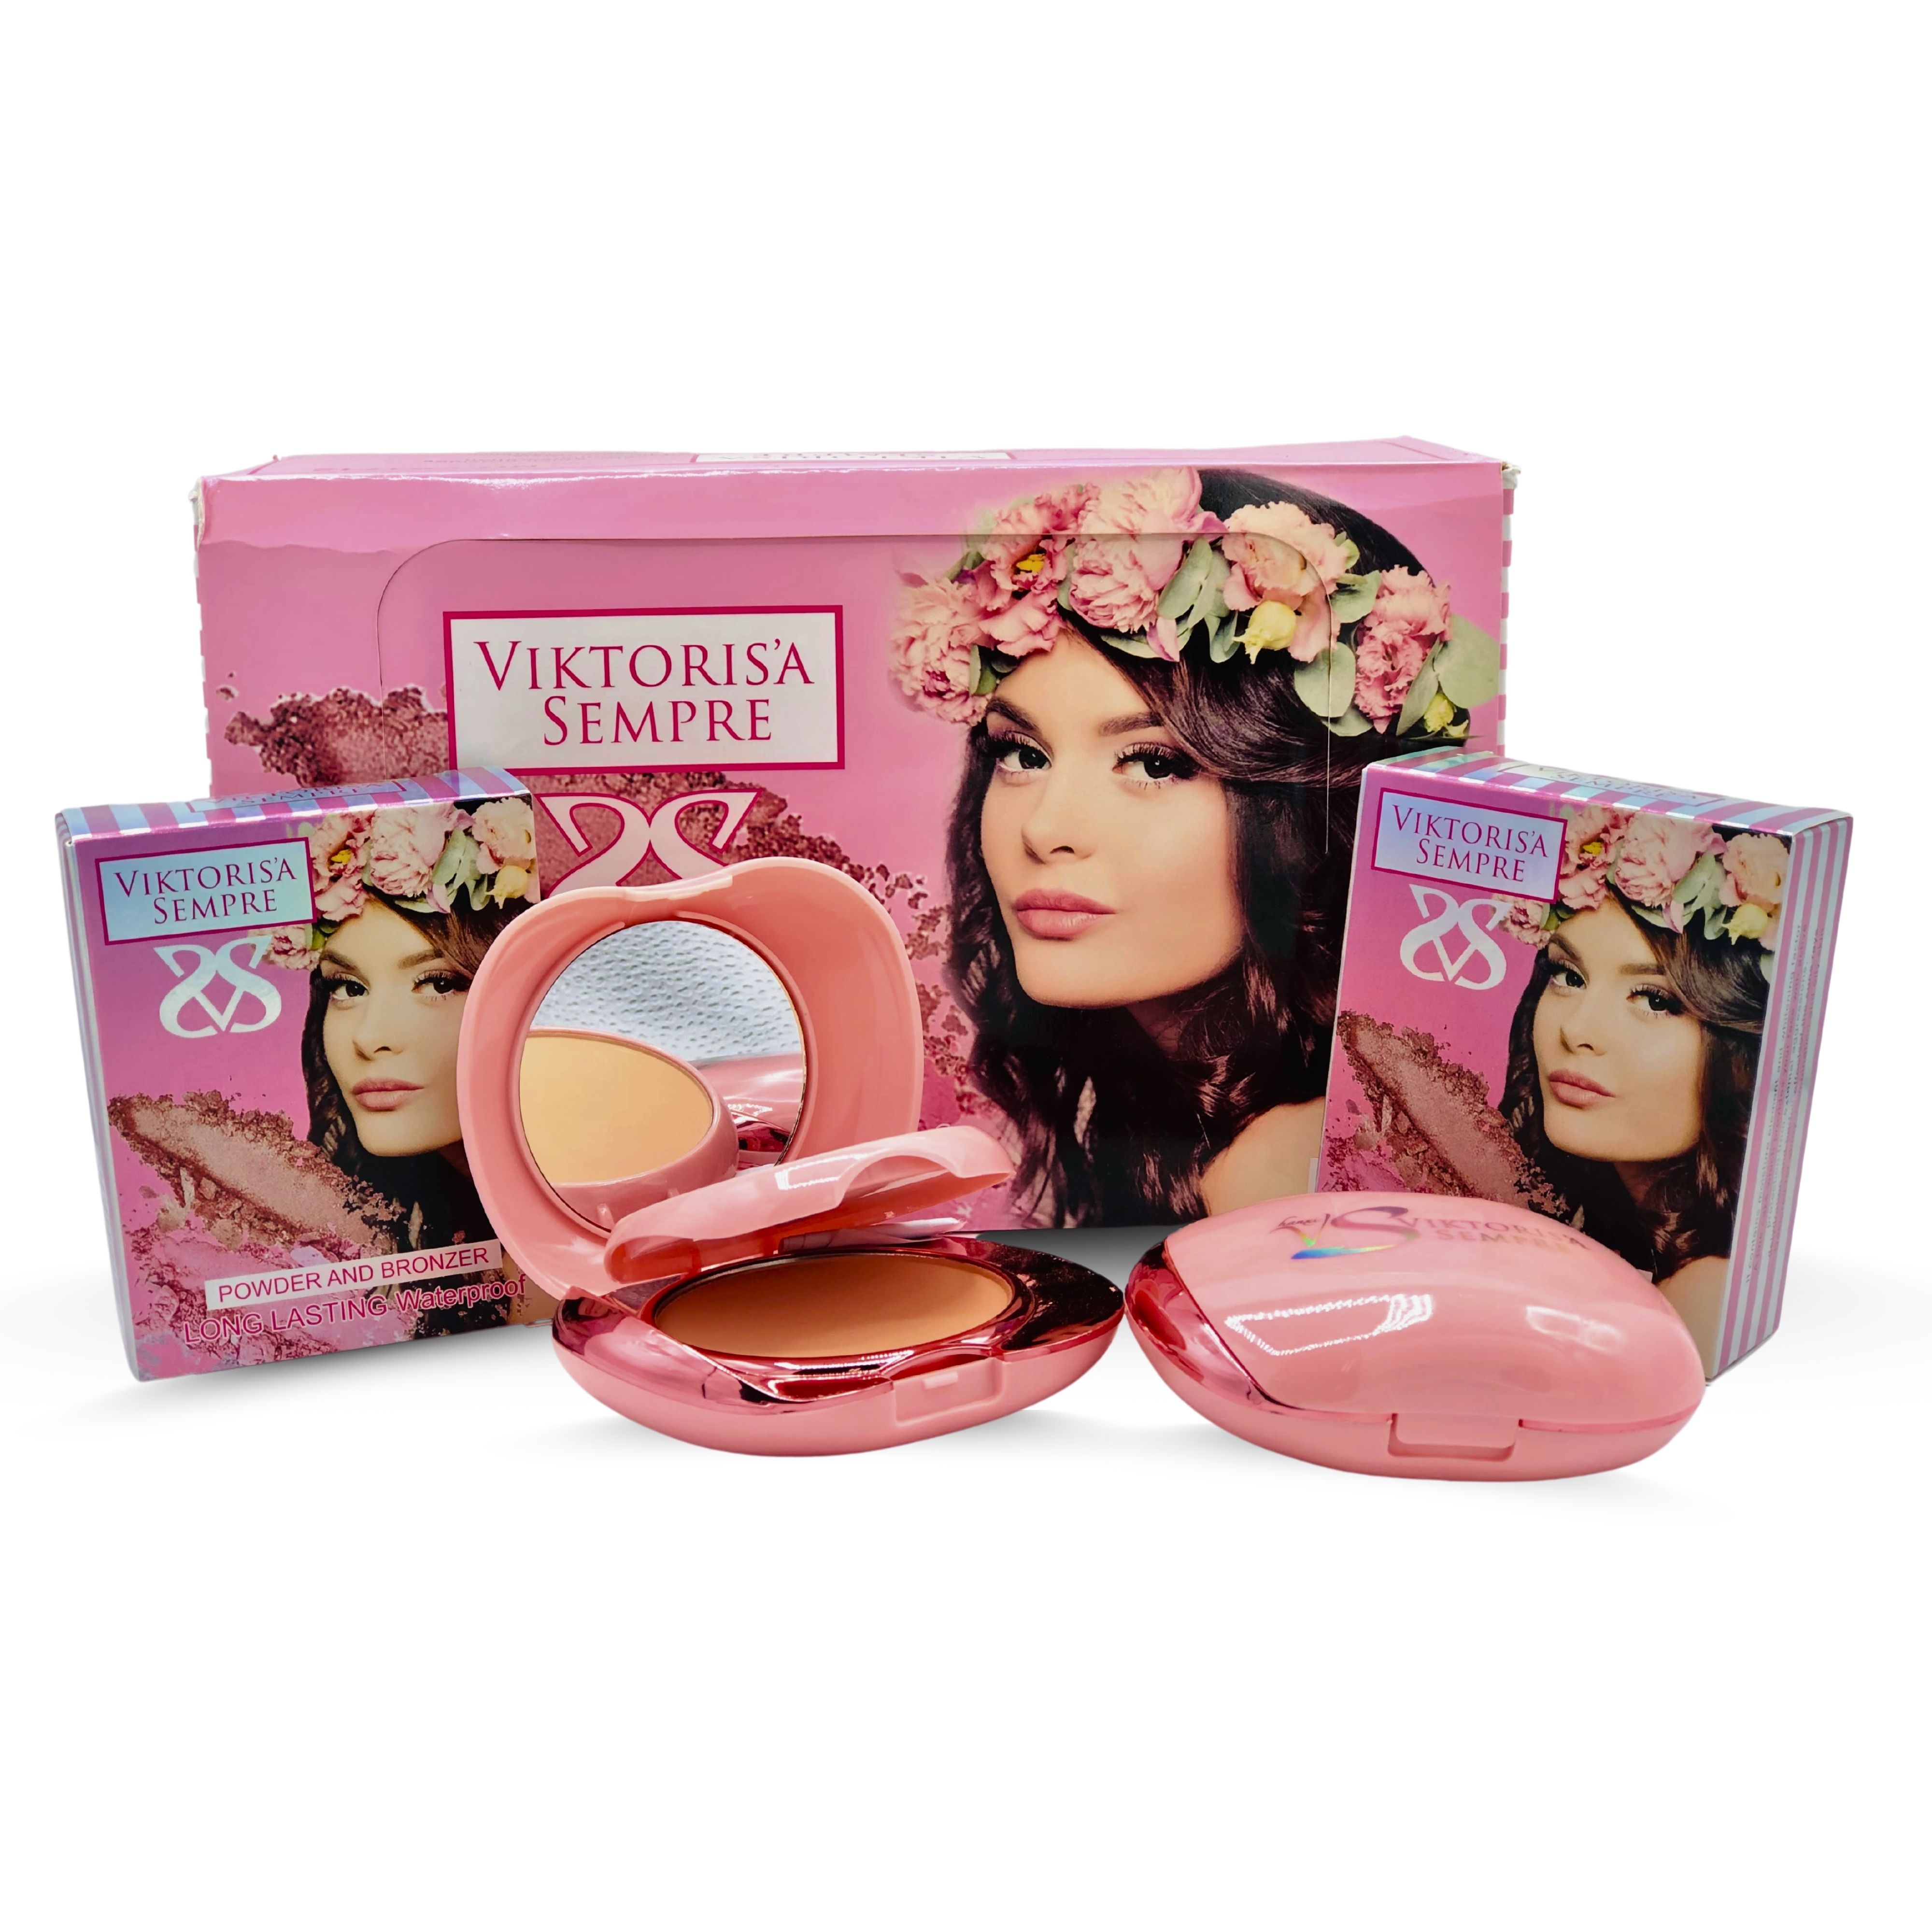 VIKTORIS'A
SEMPRE
VIKTORIS'A
SEMPRE
POWDER AND BRONZER
LONG LASTING Waterproof
VIKTORIS'A
SEMPRE
VIKTORIS'A
SEMPRE